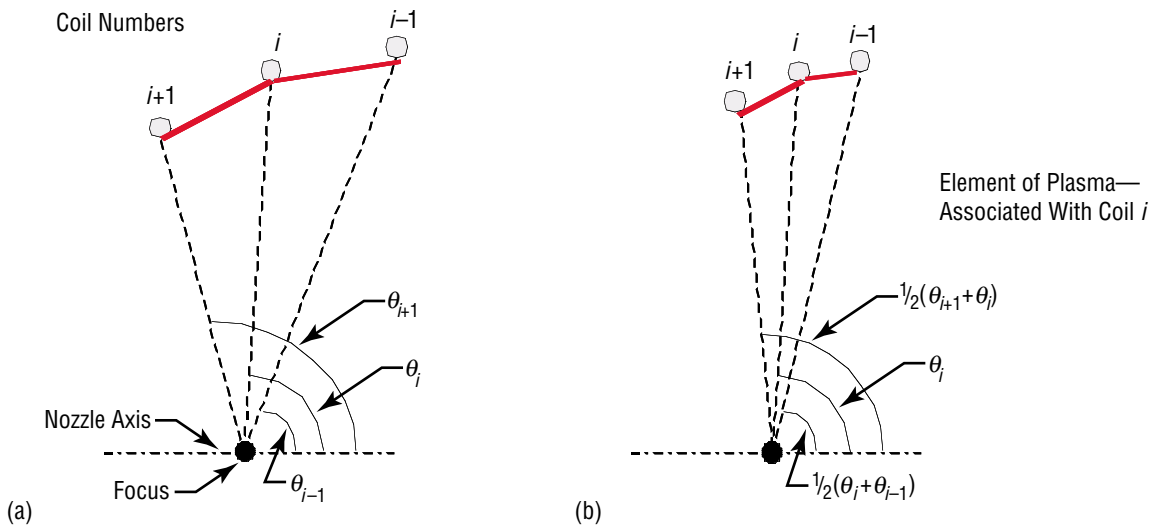 Coil Numbers
i–1
i
i+1
θi+1
θi
Nozzle Axis
Focus
θi–1
(a)
i–1
i
i+1
Element of Plasma—
Associated With Coil i
1/2(θi+1+θi)
θi
1/2(θi+θi–1)
(b)